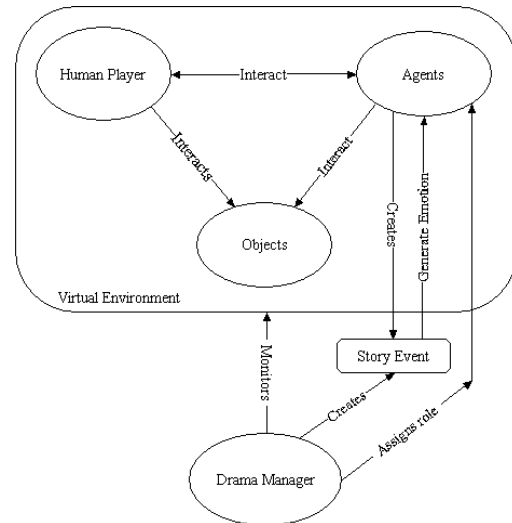 Human Player
Interact
Agents
Interacts
Interact
Objects
Creates
Generate Emotion
Virtual Environment
Monitors
Story Event
Creates
Assigns role
Drama Manager